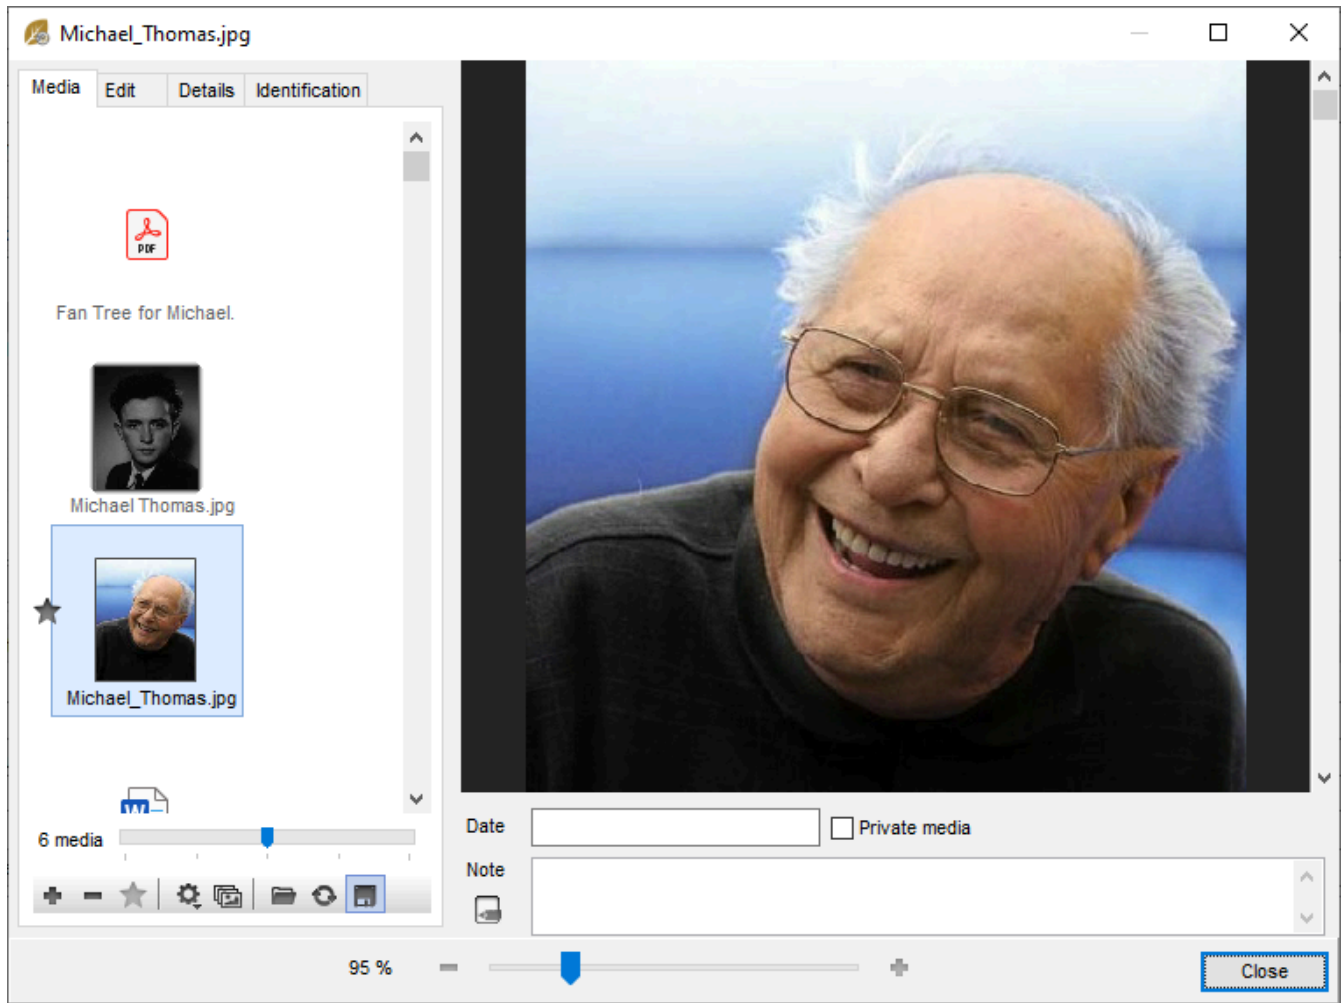 Michael_Thomas.jpg
Media
Edit
Details
Identification
PDF
Fan Tree for Michael.
Michael Thomas.jpg
Michael_Thomas.jpg
W
6 media
Date
Private media
Note
95 %
Close